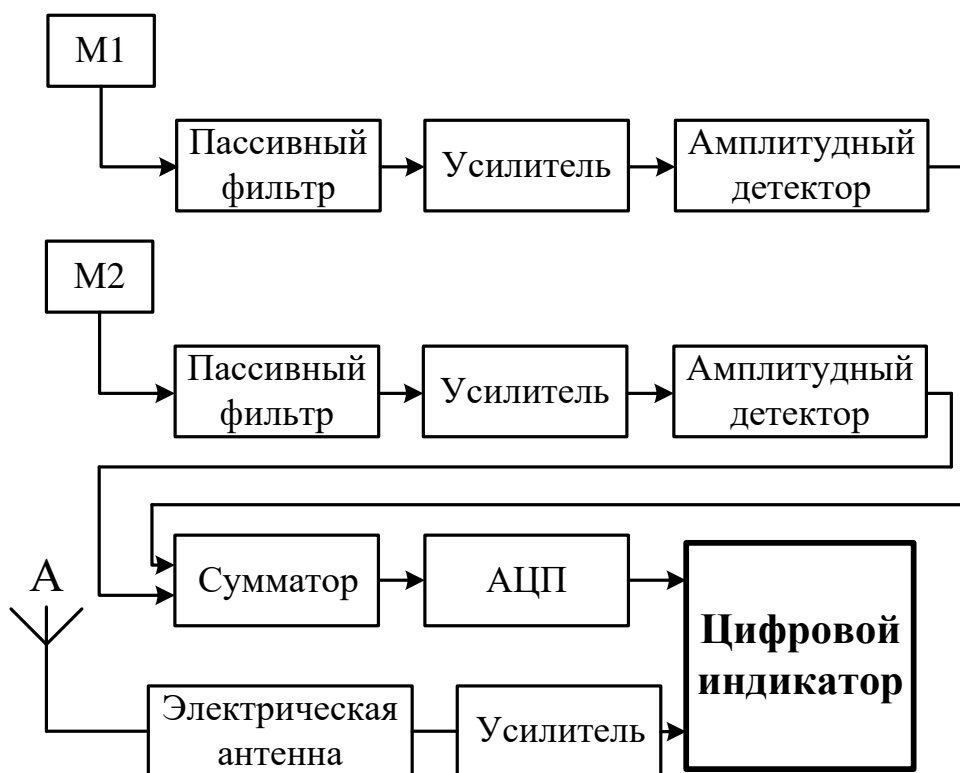 М1
Пассивный
фильтр
Усилитель
Амплитудный
детектор
М2
Пассивный
фильтр
Усилитель
Амплитудный
детектор
А
Сумматор
АЦП
Цифровой
индикатор
Электрическая
антенна
Усилитель